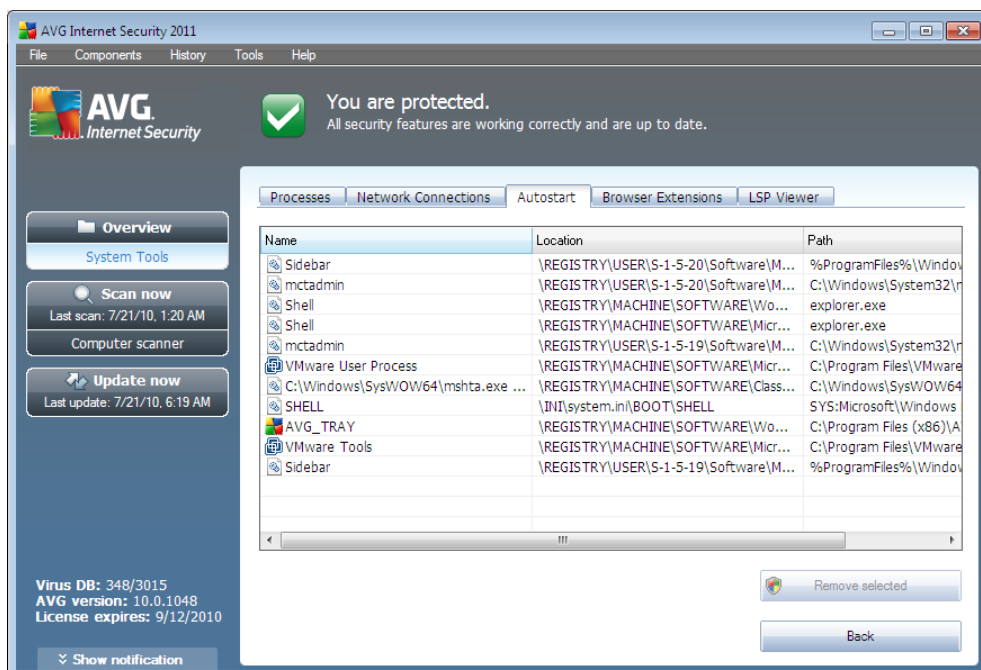 AVG Internet Security 2011
File Components History Tools Help
AVG.
Internet Security
You are protected.
All security features are working correctly and are up to date.
Processes Network Connections Autostart Browser Extensions LSP Viewer
Overview
System Tools
Scan now
Last scan: 7/21/10, 1:20 AM
Computer scanner
Update now
Last update: 7/21/10, 6:19 AM
Name Location Path
Sidebar \REGISTRY\USER\S-1-5-20\Software\M... %ProgramFiles%\Window
mctadmin \REGISTRY\USER\S-1-5-20\Software\M... C:\Windows\System32\m
Shell \REGISTRY\MACHINE\SOFTWARE\Wo... explorer.exe
Shell \REGISTRY\MACHINE\SOFTWARE\Micr... explorer.exe
mctadmin \REGISTRY\USER\S-1-5-19\Software\M... C:\Windows\System32\m
VMware User Process \REGISTRY\MACHINE\SOFTWARE\Micr... C:\Program Files\VMware
C:\Windows\SysWOW64\mshta.exe ... \REGISTRY\MACHINE\SOFTWARE\Class... C:\Windows\SysWOW64
SHELL \INI\system.ini\BOOT\SHELL SYS:Microsoft\Windows
AVG_TRAY \REGISTRY\MACHINE\SOFTWARE\Wo... C:\Program Files (x86)\A
VMware Tools \REGISTRY\MACHINE\SOFTWARE\Micr... C:\Program Files\VMware
Sidebar \REGISTRY\USER\S-1-5-19\Software\M... %ProgramFiles%\Window
Remove selected
Back
Virus DB: 348/3015
AVG version: 10.0.1048
License expires: 9/12/2010
Show notification